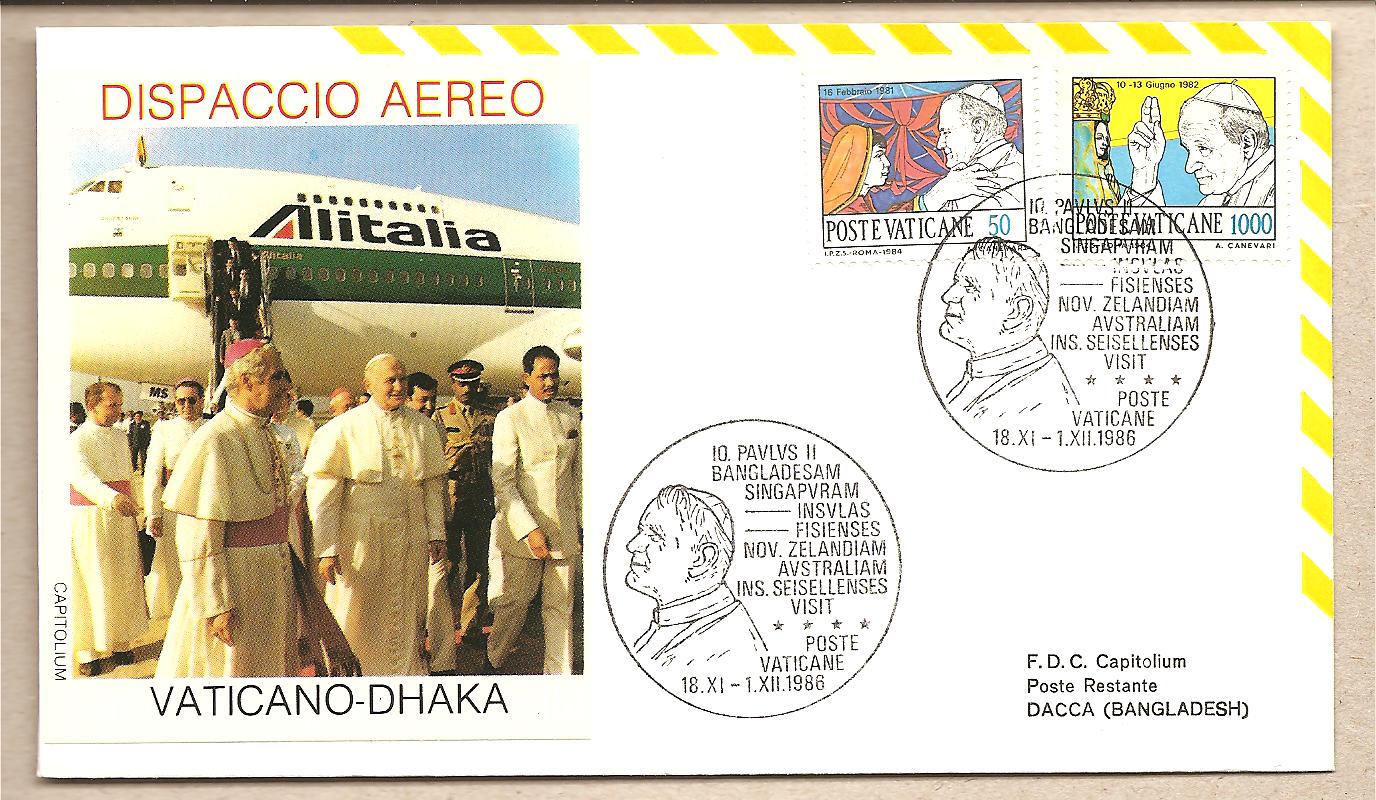 DISPACCIO AEREO
Alitalia
Alitalia
MS
CAPITOLIUM
VATICANO-DHAKA
16 Febbraio 1981
POSTE VATICANE 50
I.P.Z.S.-ROMA-1984
10-13 Giugno 1982
POSTE VATICANE 1000
A. CANEVARI
IO. PAVLVS II
BANGLADESAM
SINGAPVRAM
INSVLAS
FISIENSES
NOV. ZELANDIAM
AVSTRALIAM
INS. SEISELLENSES
VISIT
POSTE
VATICANE
18.XI - 1.XII.1986
IO. PAVLVS II
BANGLADESAM
SINGAPVRAM
INSVLAS
FISIENSES
NOV. ZELANDIAM
AVSTRALIAM
INS. SEISELLENSES
VISIT
POSTE
VATICANE
18.XI - 1.XII.1986
F.D.C. Capitolium
Poste Restante
DACCA (BANGLADESH)